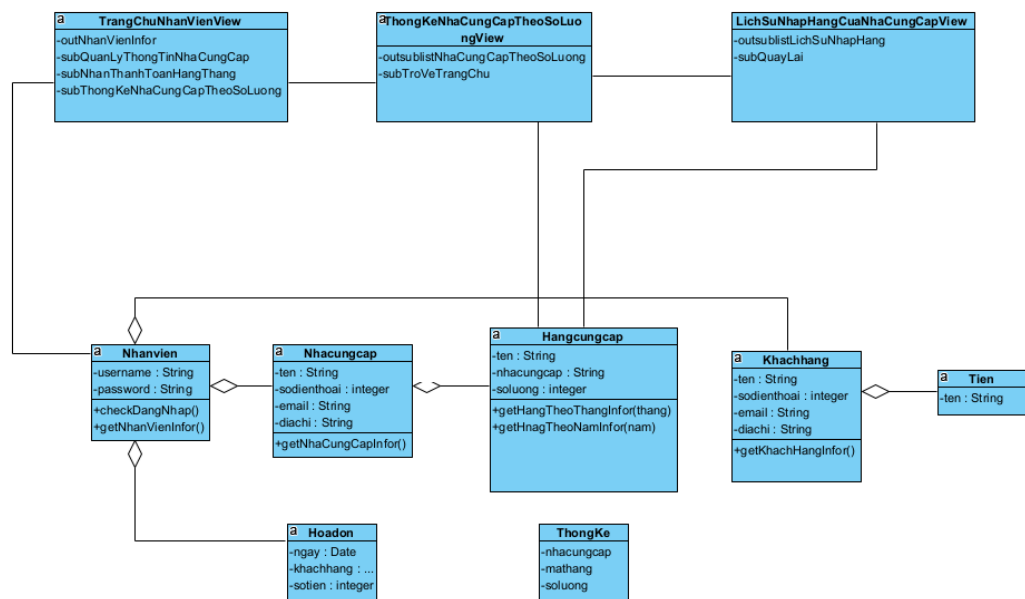 a
TrangChuNhanVienView
-outNhanVienInfor
-subQuanLyThongTinNhaCungCap
-subNhanThanhToanHangThang
-subThongKeNhaCungCapTheoSoLuong
a
ThongKeNhaCungCapTheoSoLuo
ngView
-outsublistNhaCungCapTheoSoLuong
-subTroVeTrangChu
LichSuNhapHangCuaNhaCungCapView
-outsublistLichSuNhapHang
-subQuayLai
a
Nhanvien
-username : String
-password : String
+checkDangNhap()
+getNhanVienInfor()
a
Nhacungcap
-ten : String
-sodienthoai : integer
-email : String
-diachi : String
+getNhaCungCapInfor()
a
Hangcungcap
-ten : String
-nhacungcap : String
-soluong : integer
+getHangTheoThangInfor(thang)
+getHnagTheoNamInfor(nam)
a
Khachhang
-ten : String
-sodienthoai : integer
-email : String
-diachi : String
+getKhachHangInfor()
a
Tien
-ten : String
a
Hoadon
-ngay : Date
-khachhang : ...
-sotien : integer
ThongKe
-nhacungcap
-mathang
-soluong